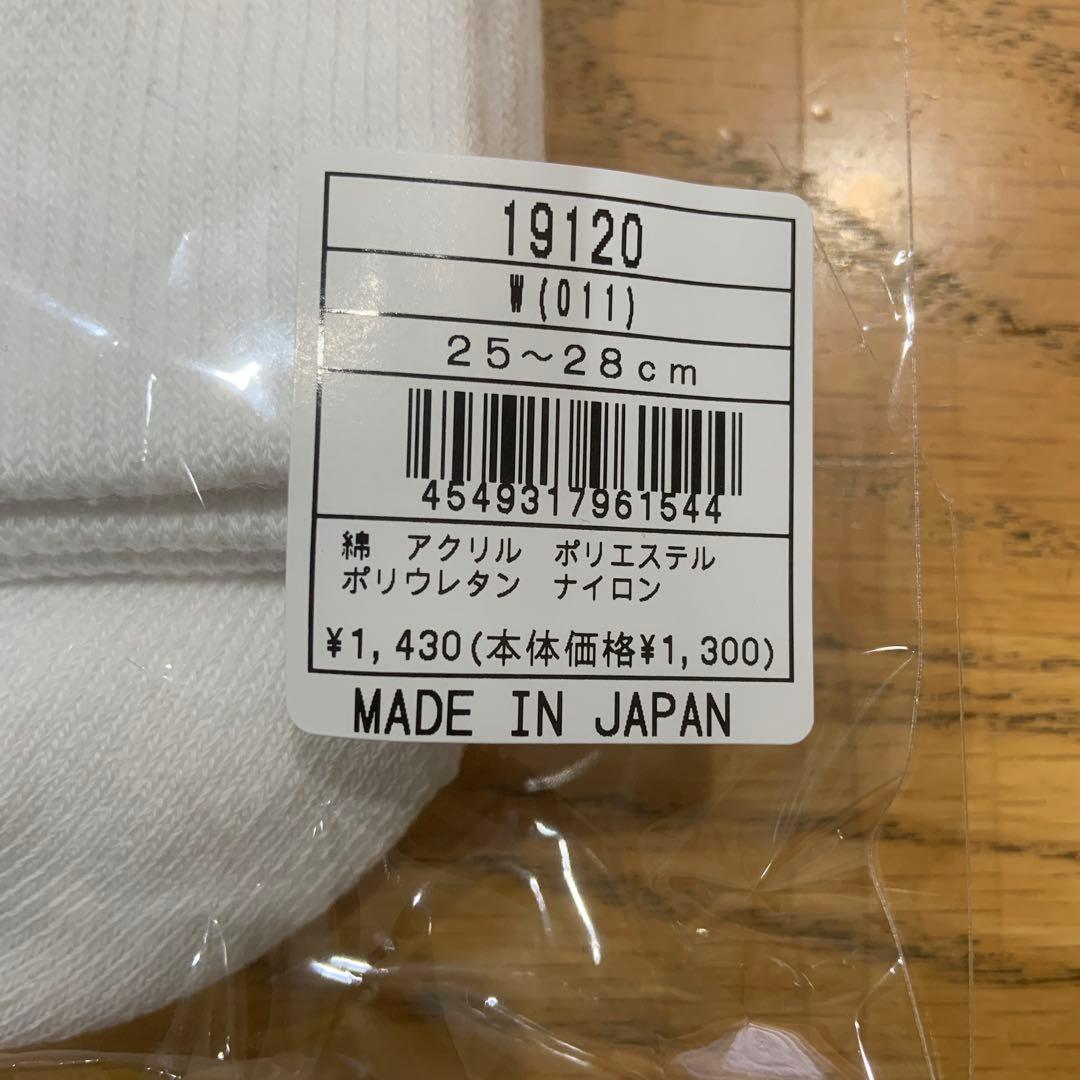 19120
W(011)
25～28cm
4549317961544
綿　アクリル　ポリエステル
ポリウレタン　ナイロン
¥1,430(本体価格¥1,300)
MADE IN JAPAN